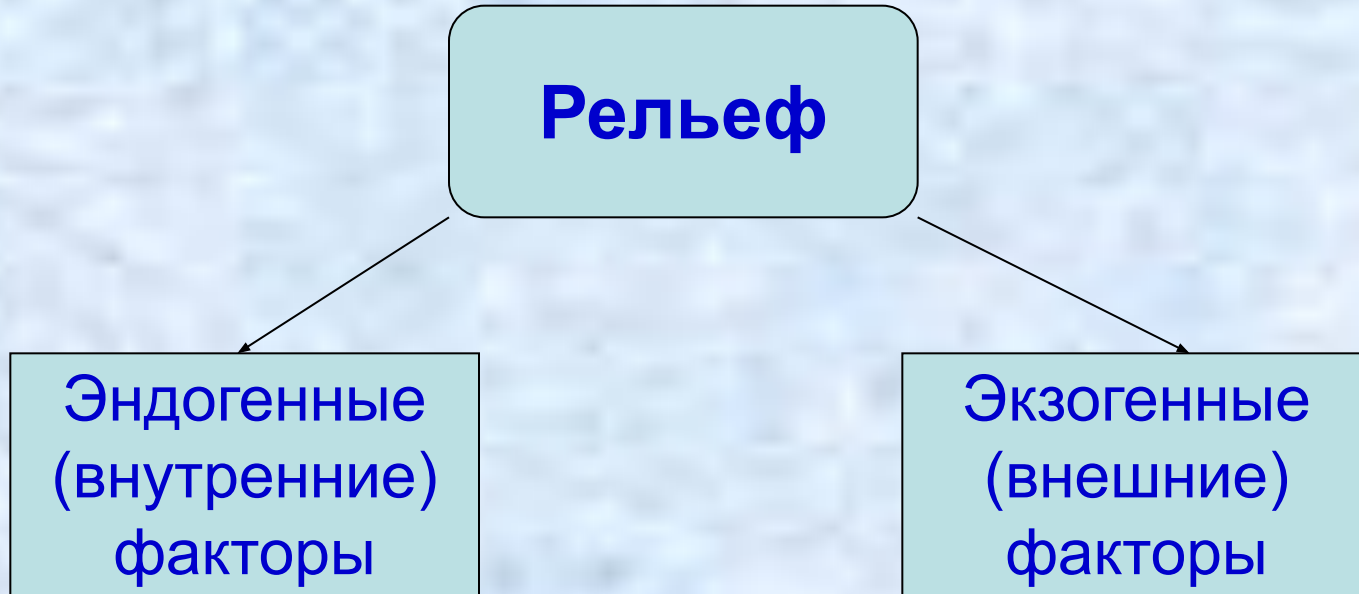 Рельеф
Эндогенные
(внутренние)
факторы
Экзогенные
(внешние)
факторы